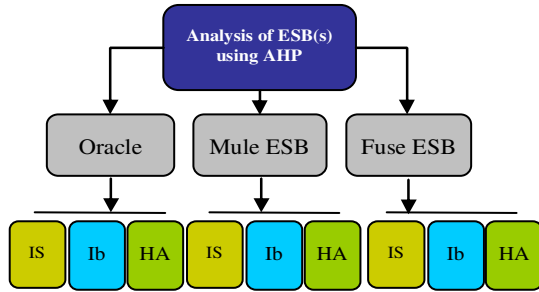 Analysis of ESB(s)
using AHP
Oracle
Mule ESB
Fuse ESB
IS
Ib
HA
IS
Ib
HA
IS
Ib
HA